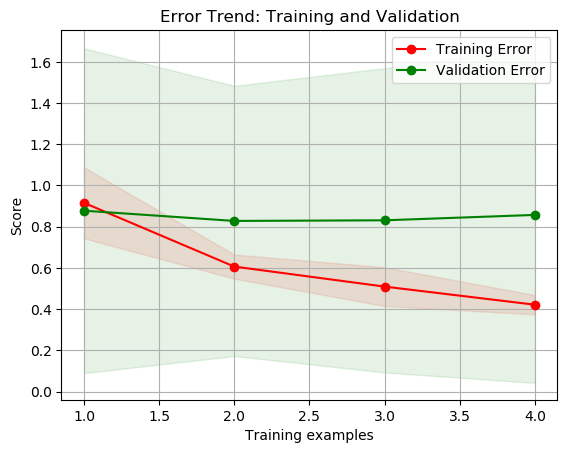 Error Trend: Training and Validation
Training Error
Validation Error
Score
1.6
1.4
1.2
1.0
0.8
0.6
0.4
0.2
0.0
1.0 1.5 2.0 2.5 3.0 3.5 4.0
Training examples